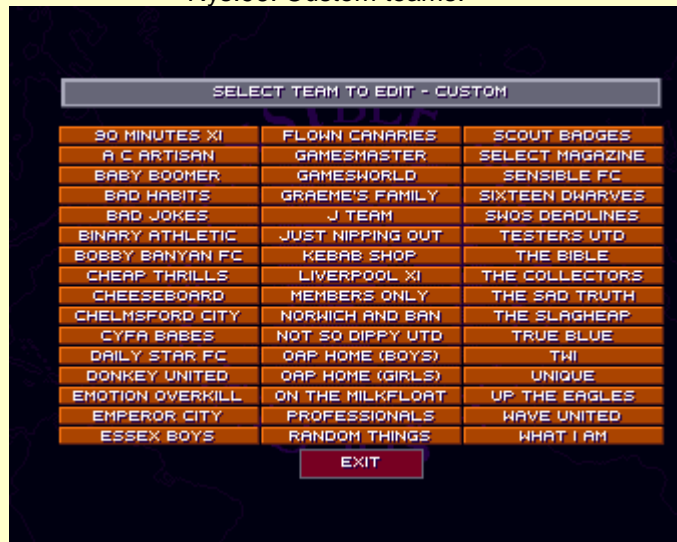 Custom teams.
SELECT TEAM TO EDIT - CUSTOM
90 MINUTES XI FLOWN CANARIES SCOUT BADGES
A C ARTISAN GAMESMASTER SELECT MAGAZINE
BABY BOOMER GAMESWORLD SENSIBLE FC
BAD HABITS GRAEME'S FAMILY SIXTEEN DWARVES
BAD JOKES J TEAM SWOS DEADLINES
BINARY ATHLETIC JUST NIPPING OUT TESTERS UTD
BOBBY BANYAN FC KEBAB SHOP THE BIBLE
CHEAP THRILLS LIVERPOOL XI THE COLLECTORS
CHEESEBOARD MEMBERS ONLY THE SAD TRUTH
CHELMSFORD CITY NORWICH AND BAN THE SLAGHEAP
CYFA BABES NOT SO DIPPY UTD TRUE BLUE
DAILY STAR FC OAP HOME (BOYS) TWI
DONKEY UNITED OAP HOME (GIRLS) UNIQUE
EMOTION OVERKILL ON THE MILKFLOAT UP THE EAGLES
EMPEROR CITY PROFESSIONALS WAVE UNITED
ESSEX BOYS RANDOM THINGS WHAT I AM
EXIT